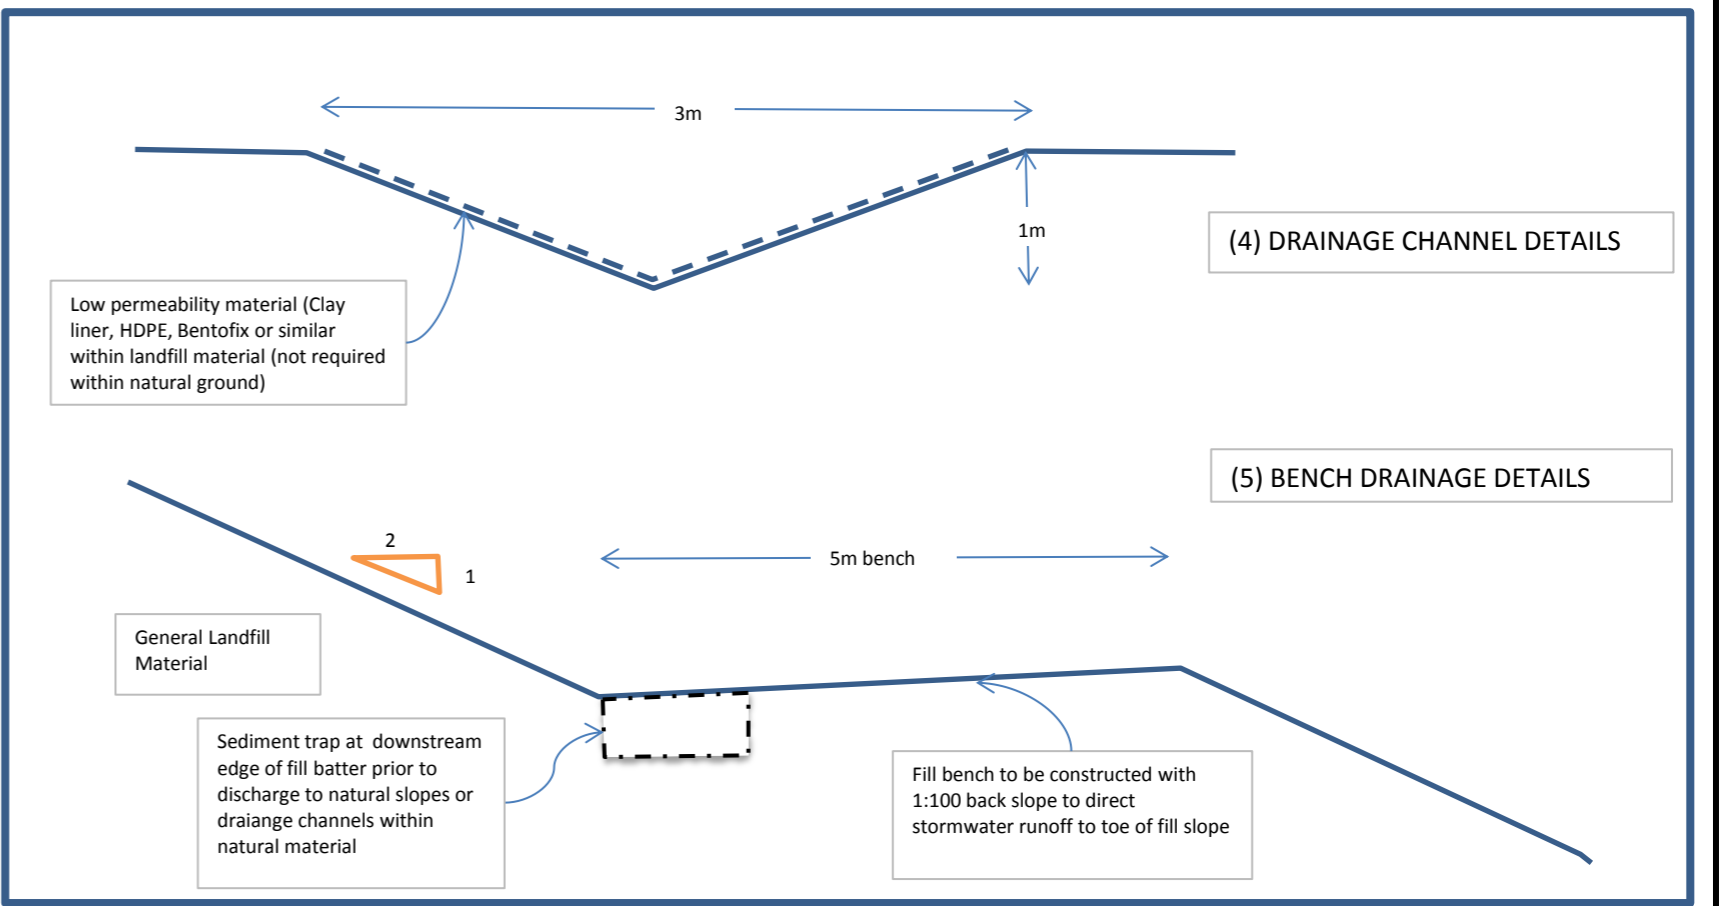 3m
1m
(4) DRAINAGE CHANNEL DETAILS
Low permeability material (Clay
liner, HDPE, Bentofix or similar
within landfill material (not required
within natural ground)
(5) BENCH DRAINAGE DETAILS
2
1
5m bench
General Landfill
Material
Sediment trap at downstream
edge of fill batter prior to
discharge to natural slopes or
draiange channels within
natural material
Fill bench to be constructed with
1:100 back slope to direct
stormwater runoff to toe of fill slope